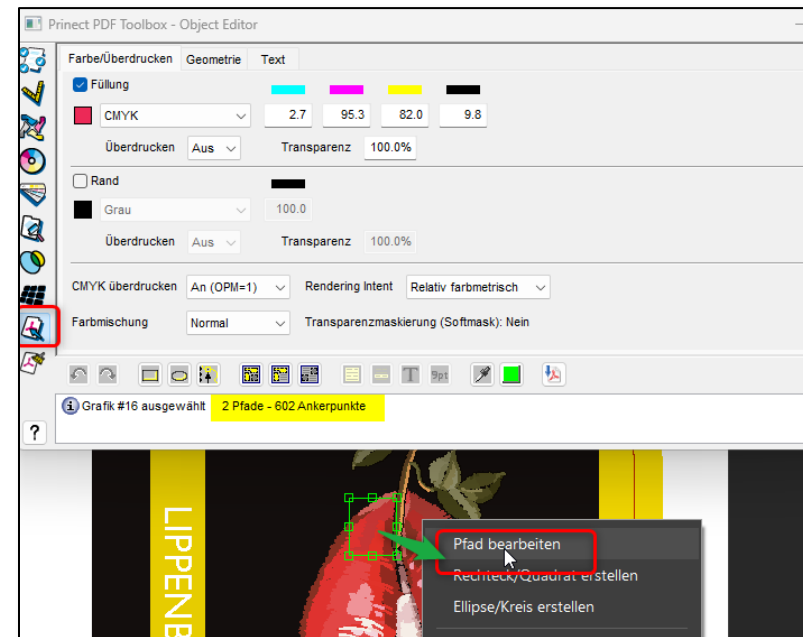 Prinect PDF Toolbox - Object Editor
Farbe/Überdrucken Geometrie Text
Füllung
CMYK 2.7 95.3 82.0 9.8
Überdrucken Aus Transparenz 100.0%
Rand
Grau 100.0
Überdrucken Aus Transparenz 100.0%
CMYK überdrucken An (OPM=1) Rendering Intent Relativ farbmetrisch
Farbmischung Normal Transparenzmaskierung (Softmask): Nein
T 9pt
Grafik #16 ausgewählt 2 Pfade - 602 Ankerpunkte
?
LIPPENB
Pfad bearbeiten
Rechteck/Quadrat erstellen
Ellipse/Kreis erstellen